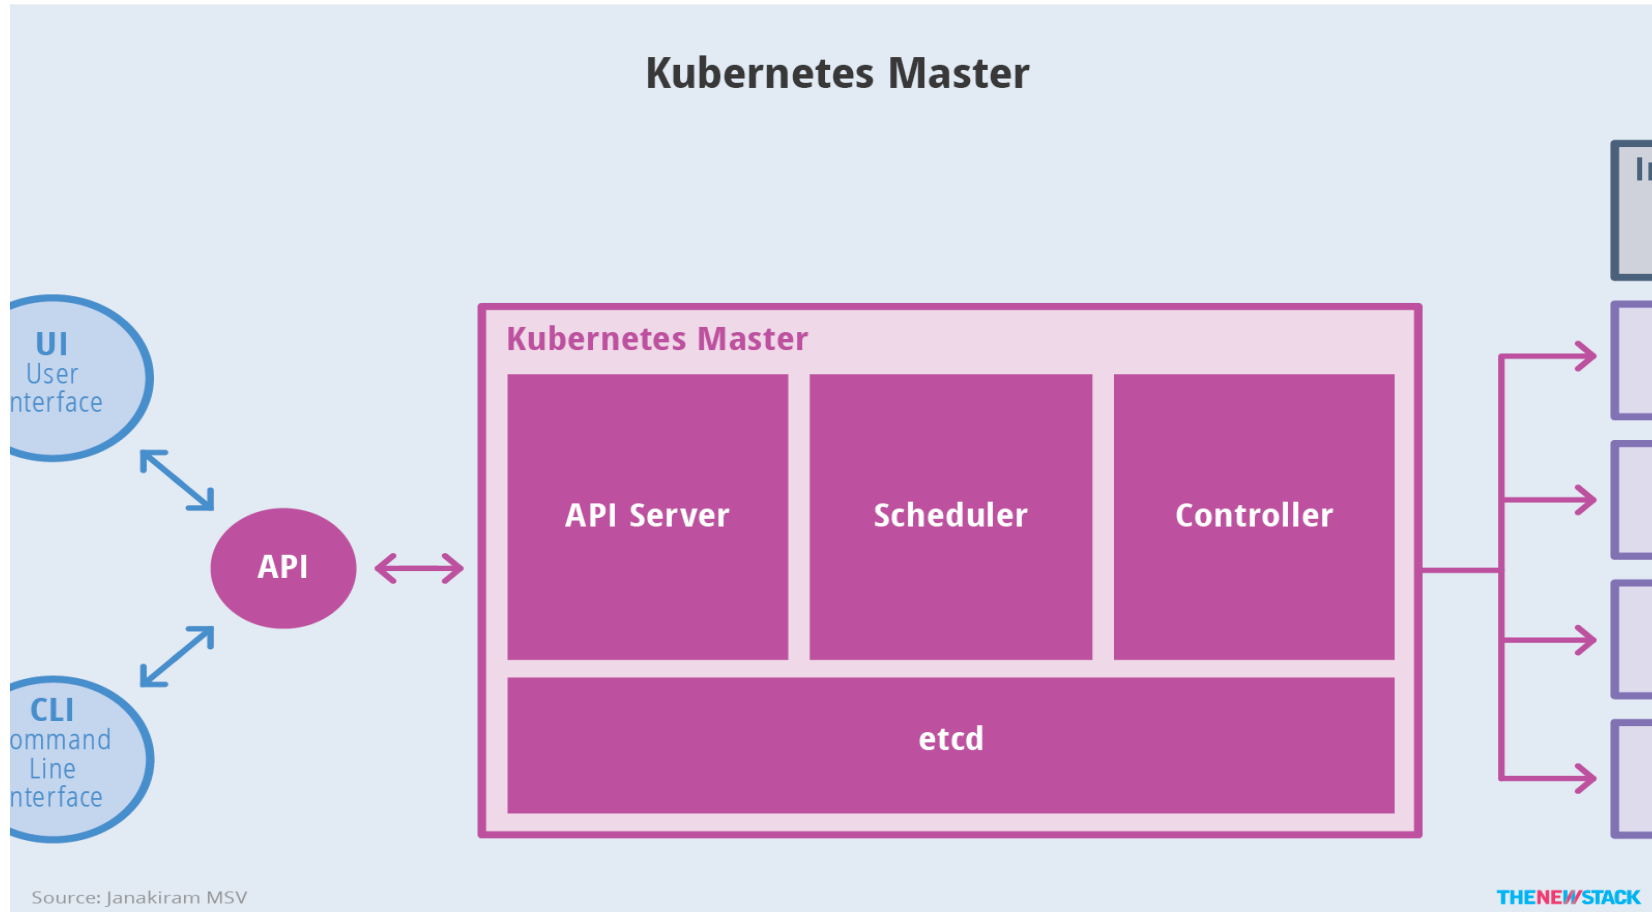 Kubernetes Master
UI
User
nterface
API
CLI
ommand
Line
nterface
Kubernetes Master
API Server
Scheduler
Controller
etcd
Source: Janakiram MSV
THENEWSTACK